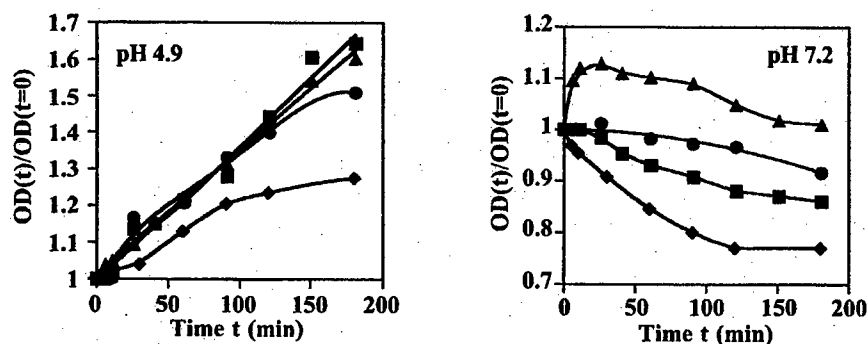 1.7
1.6
1.5
1.4
1.3
1.2
1.1
1
pH 4.9
OD(t)/OD(t=0)
0 50 100 150 200
Time t (min)
1.2
1.1
1
0.9
0.8
0.7
pH 7.2
OD(t)/OD(t=0)
0 50 100 150 200
Time t (min)